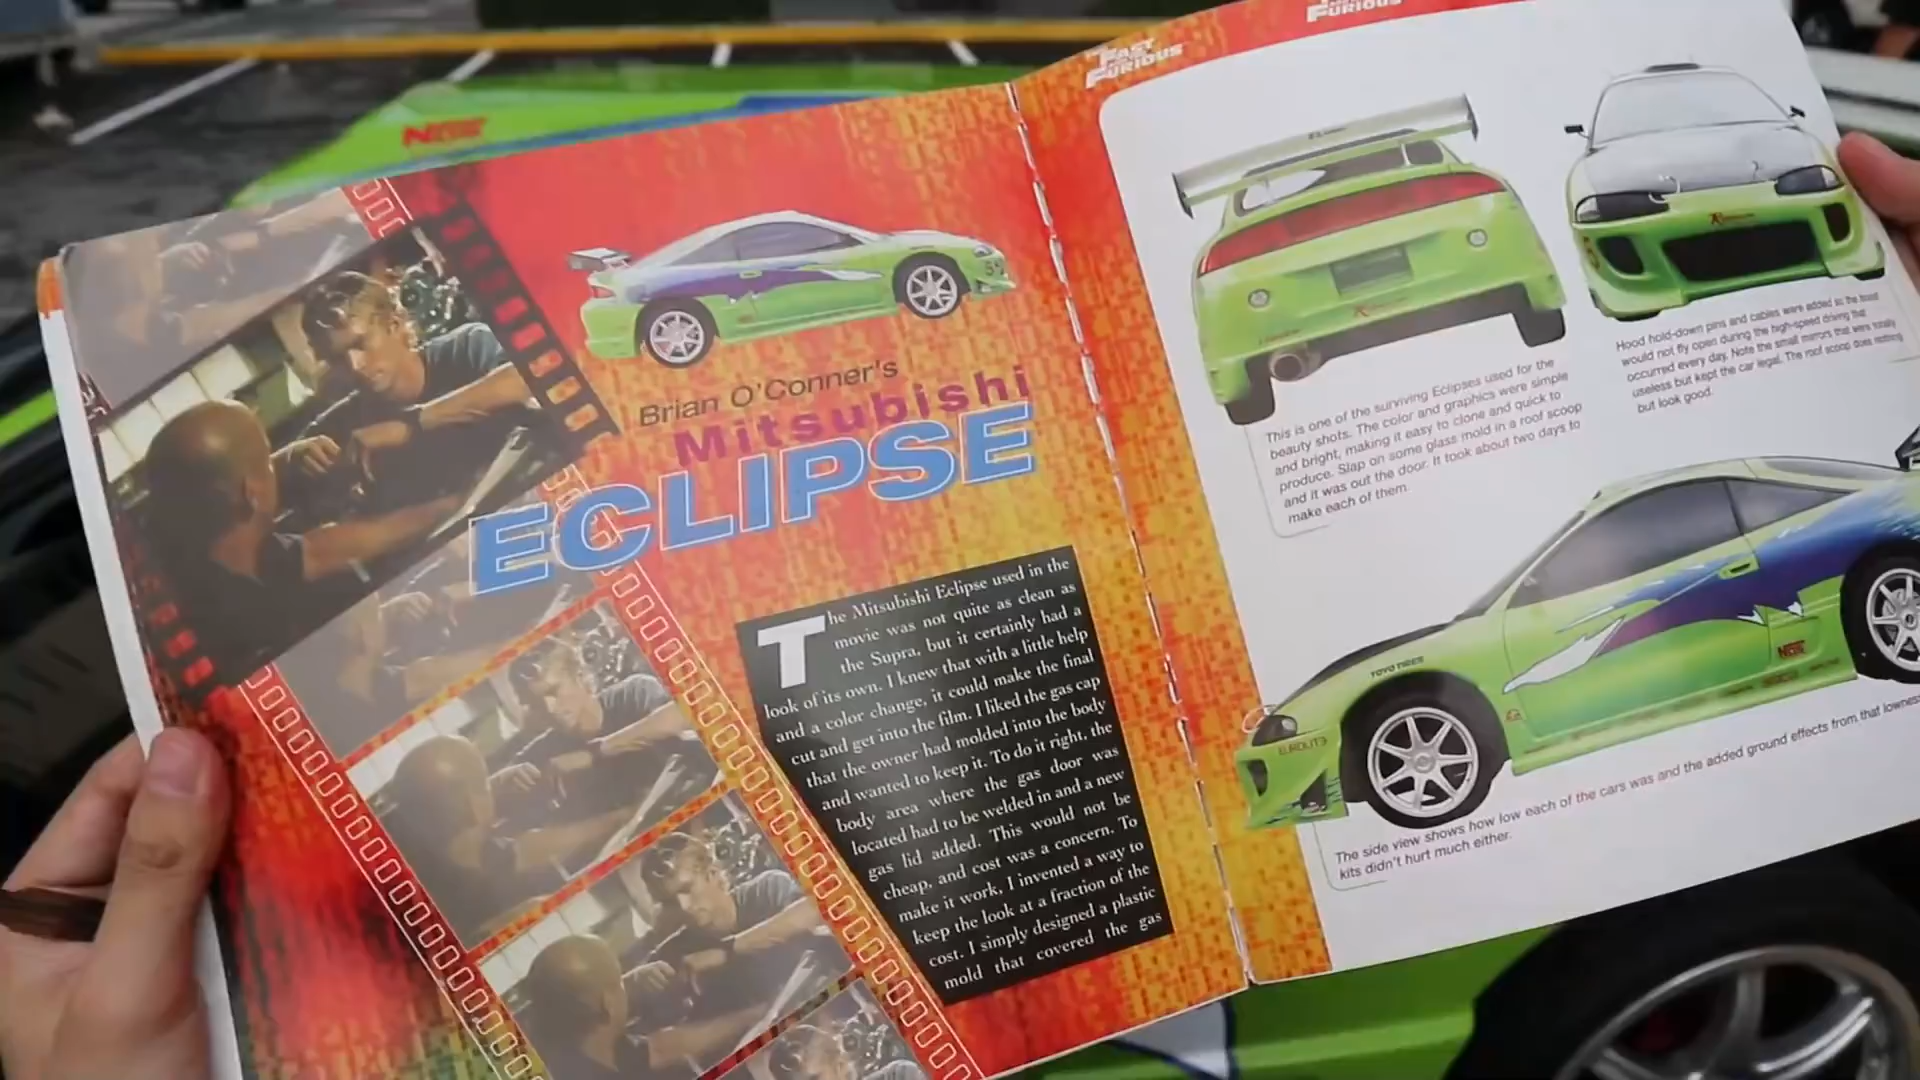 THE FAST AND THE FURIOUS
FURIOUS
Brian O'Conner's
Mitsubishi
ECLIPSE
The Mitsubishi Eclipse used in the
movie was not quite as clean as
the Supra, but it certainly had a
look of its own. I knew that with a little help
and a color change, it could make the final
cut and get into the film. I liked the gas cap
that the owner had molded into the body
and wanted to keep it. To do it right, the
body area where the gas door was
located had to be welded in and a new
gas lid added. This would not be
cheap, and cost was a concern. To
make it work, I invented a way to
keep the look at a fraction of the
cost. I simply designed a plastic
mold that covered the gas
This is one of the surviving Eclipses used for the
beauty shots. The color and graphics were simple
and bright, making it easy to clone and quick to
produce. Slap on some glass mold in a roof scoop
and it was out the door. It took about two days to
make each of them.
Hood hold-down pins and cables were added so the hood
would not fly open during the high-speed driving that
occurred every day. Note the small mirrors that were totally
useless but kept the car legal. The roof scoop does nothing
but look good.
TOYO TIRES
NOS
The side view shows how low each of the cars was and the added ground effects from that lowness
kits didn't hurt much either.